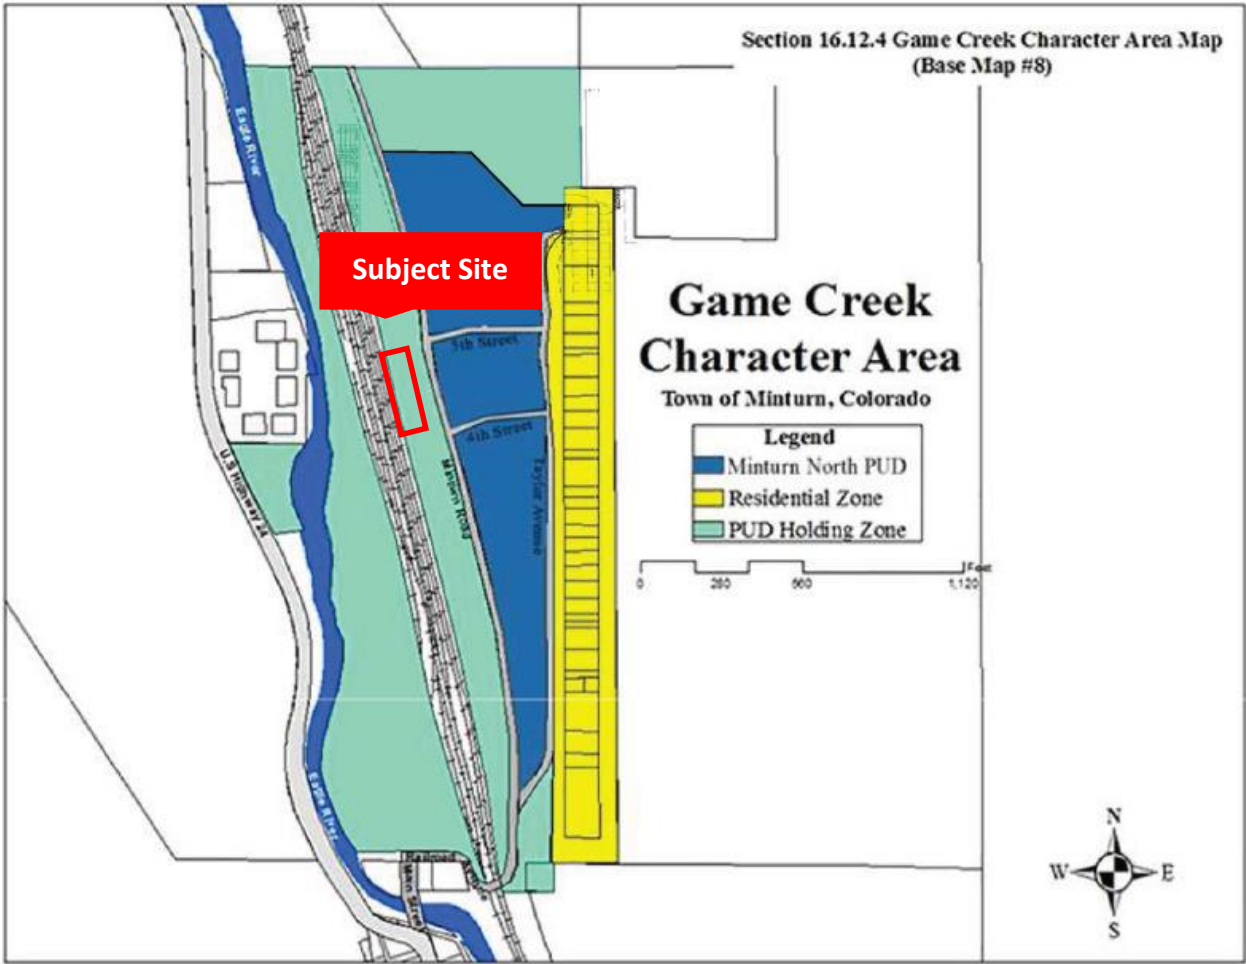 Section 16.12.4 Game Creek Character Area Map
(Base Map #8)
Eagle River
Subject Site
Game Creek
Character Area
Town of Minturn, Colorado
5th Street
4th Street
Legend
Minturn North PUD
Residential Zone
PUD Holding Zone
U.S Highway 24
Minturn Road
Taylor Avenue
Feet
0
280
560
1,120
Eagle River
Main Street
N
W
E
S